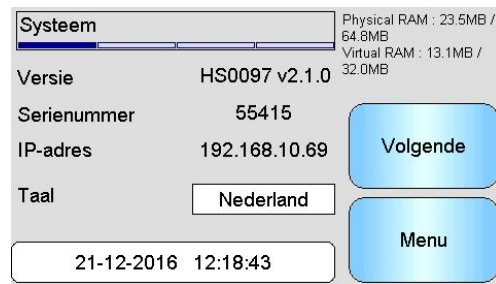 Systeem
Physical RAM : 23.5MB /
64.8MB
Virtual RAM : 13.1MB /
32.0MB
Versie HS0097 v2.1.0
Serienummer 55415
IP-adres 192.168.10.69
Taal Nederland
Volgende
Menu
21-12-2016 12:18:43